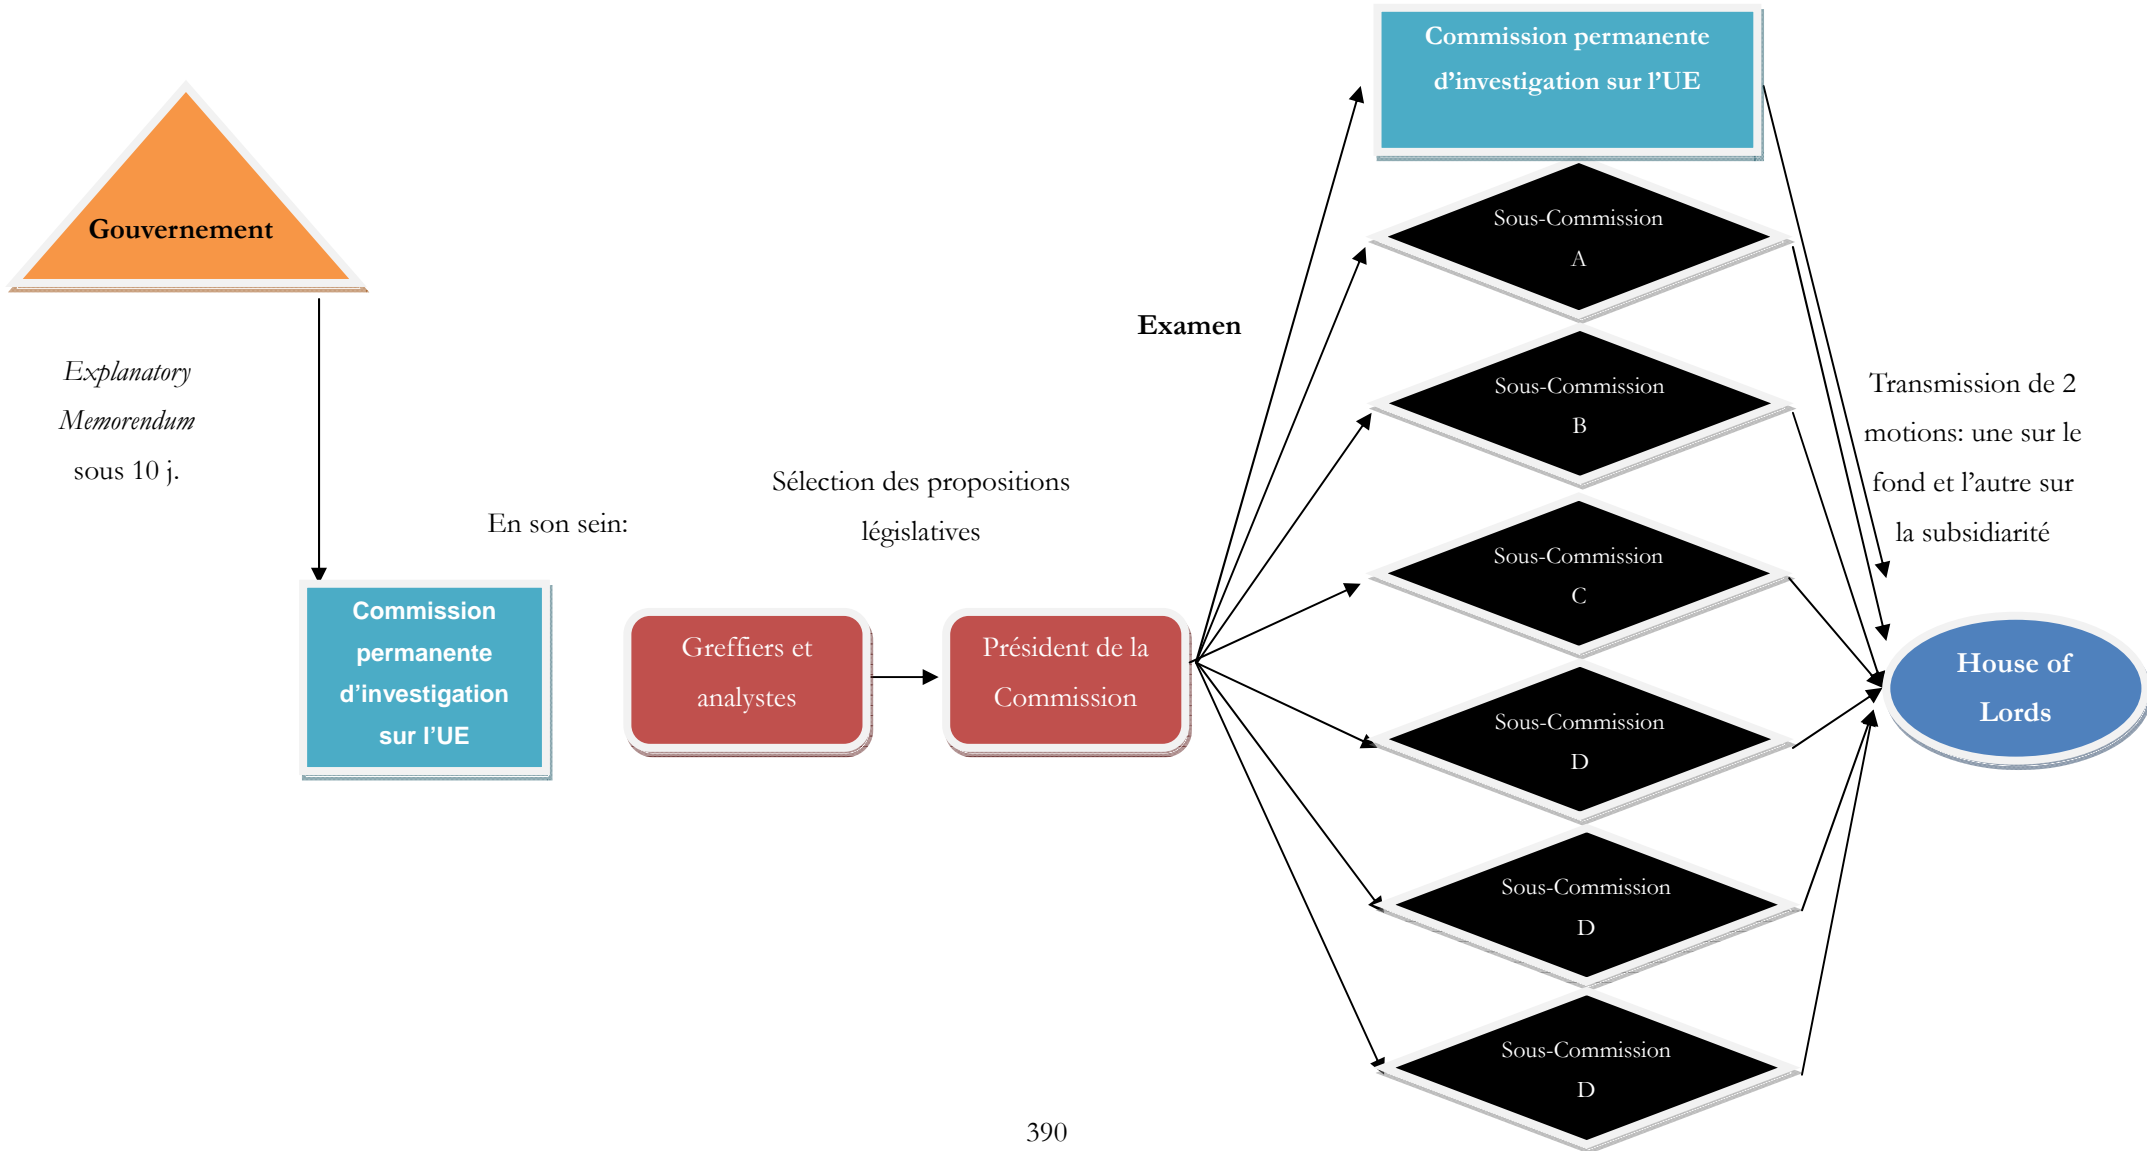 Gouvernement
Explanatory
Memorendum
sous 10 j.
Commission
permanente
d'investigation
sur l'UE
En son sein:
Greffiers et
analystes
Sélection des propositions
législatives
Président de la
Commission
Examen
Commission permanente
d'investigation sur l'UE
Sous-Commission
A
Sous-Commission
B
Sous-Commission
C
Sous-Commission
D
Sous-Commission
D
Sous-Commission
D
Transmission de 2
motions: une sur le
fond et l'autre sur
la subsidiarité
House of
Lords
390